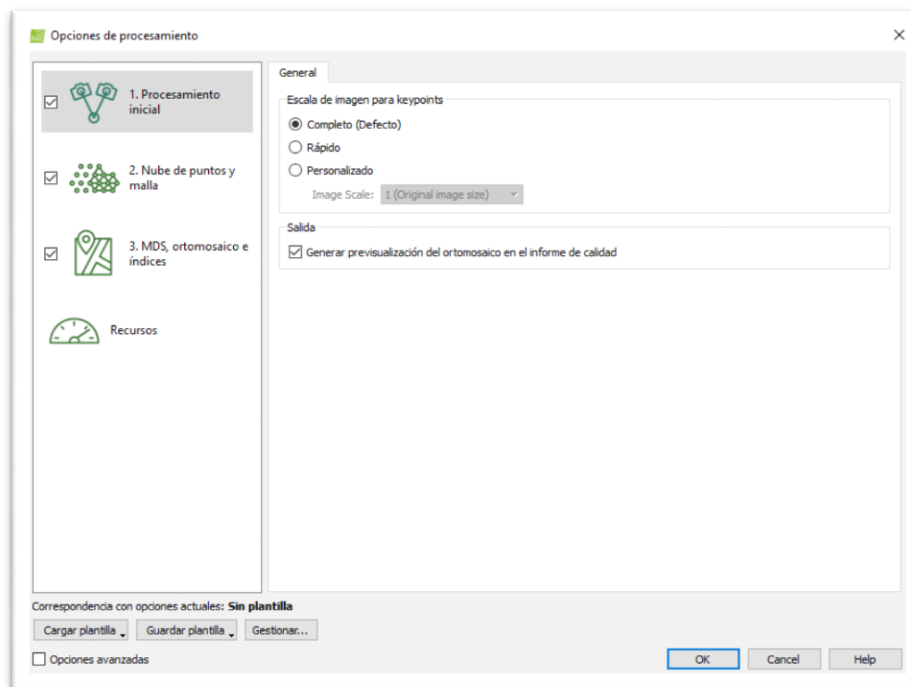 Opciones de procesamiento
1. Procesamiento
inicial
2. Nube de puntos y
malla
3. MDS, ortomosaico e
índices
Recursos
General
Escala de imagen para keypoints
Completo (Defecto)
Rápido
Personalizado
Image Scale: 1 (Original image size)
Salida
Generar previsualización del ortomosaico en el informe de calidad
Correspondencia con opciones actuales: Sin plantilla
Cargar plantilla Guardar plantilla Gestionar...
Opciones avanzadas
OK Cancel Help